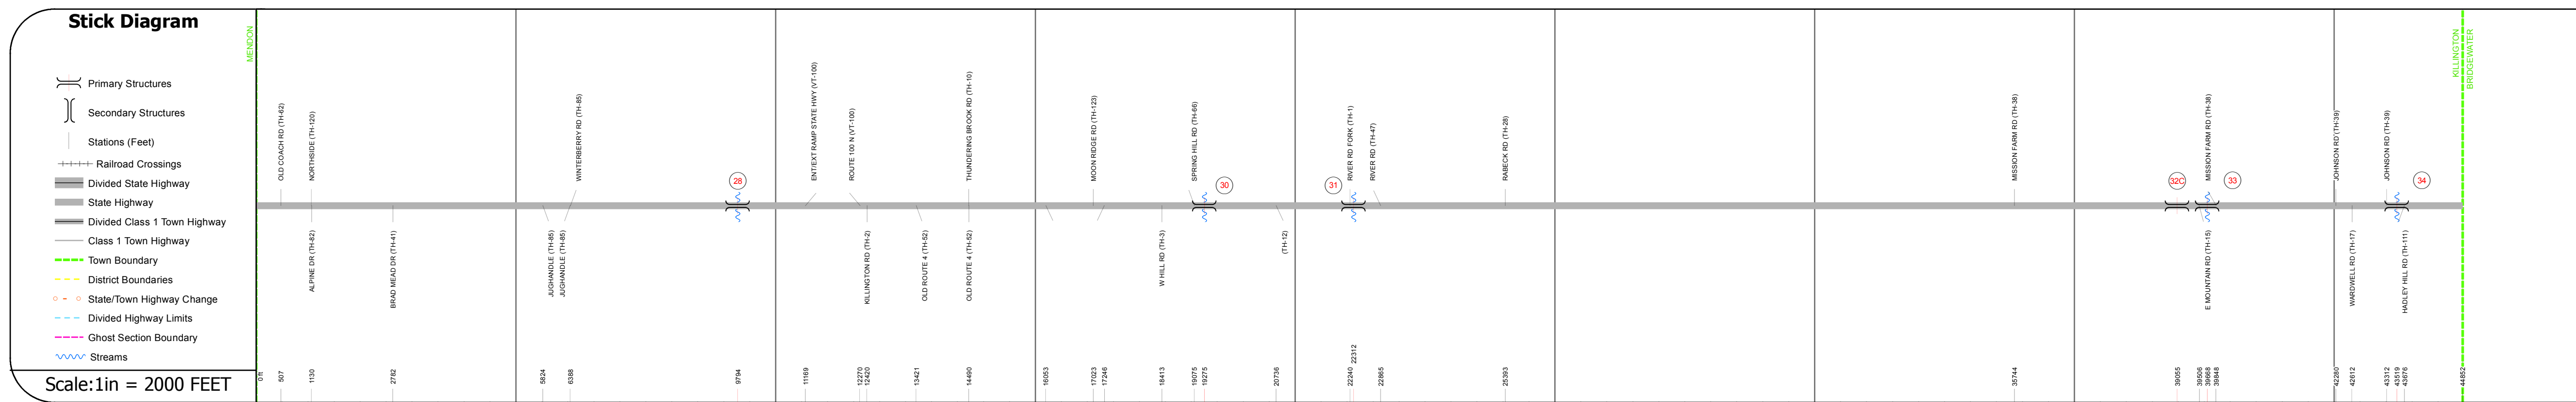 Stick Diagram
Primary Structures
Secondary Structures
Stations (Feet)
Railroad Crossings
Divided State Highway
State Highway
Divided Class 1 Town Highway
Class 1 Town Highway
Town Boundary
District Boundaries
State/Town Highway Change
Divided Highway Limits
Ghost Section Boundary
Streams
Scale:1in = 2000 FEET
MENDON
OLD COACH RD (TH-62)
NORTHSIDE (TH-120)
WINTERBERRY RD (TH-85)
28
ENT/EXT RAMP STATE HWY (VT-100)
ROUTE 100 N (VT-100)
THUNDERING BROOK RD (TH-10)
MOON RIDGE RD (TH-123)
SPRING HILL RD (TH-66)
30
31
RIVER RD FORK (TH-1)
RIVER RD (TH-47)
RABECK RD (TH-28)
MISSION FARM RD (TH-38)
32C
MISSION FARM RD (TH-38)
33
JOHNSON RD (TH-39)
JOHNSON RD (TH-39)
34
KILLINGTON
BRIDGEWATER
ALPINE DR (TH-82)
BRAD MEAD DR (TH-41)
JUGHANDLE (TH-85)
JUGHANDLE (TH-85)
KILLINGTON RD (TH-2)
OLD ROUTE 4 (TH-52)
OLD ROUTE 4 (TH-52)
W HILL RD (TH-3)
(TH-12)
E MOUNTAIN RD (TH-15)
WARDWELL RD (TH-17)
HADLEY HILL RD (TH-111)
0 ft
507
1130
2782
5824
6388
9794
11169
12270
12420
13421
14490
16053
17023
17246
18413
19075
19275
20736
22240
22312
22865
25393
35744
39055
39506
39668
39848
42280
42612
43312
43519
43676
44852